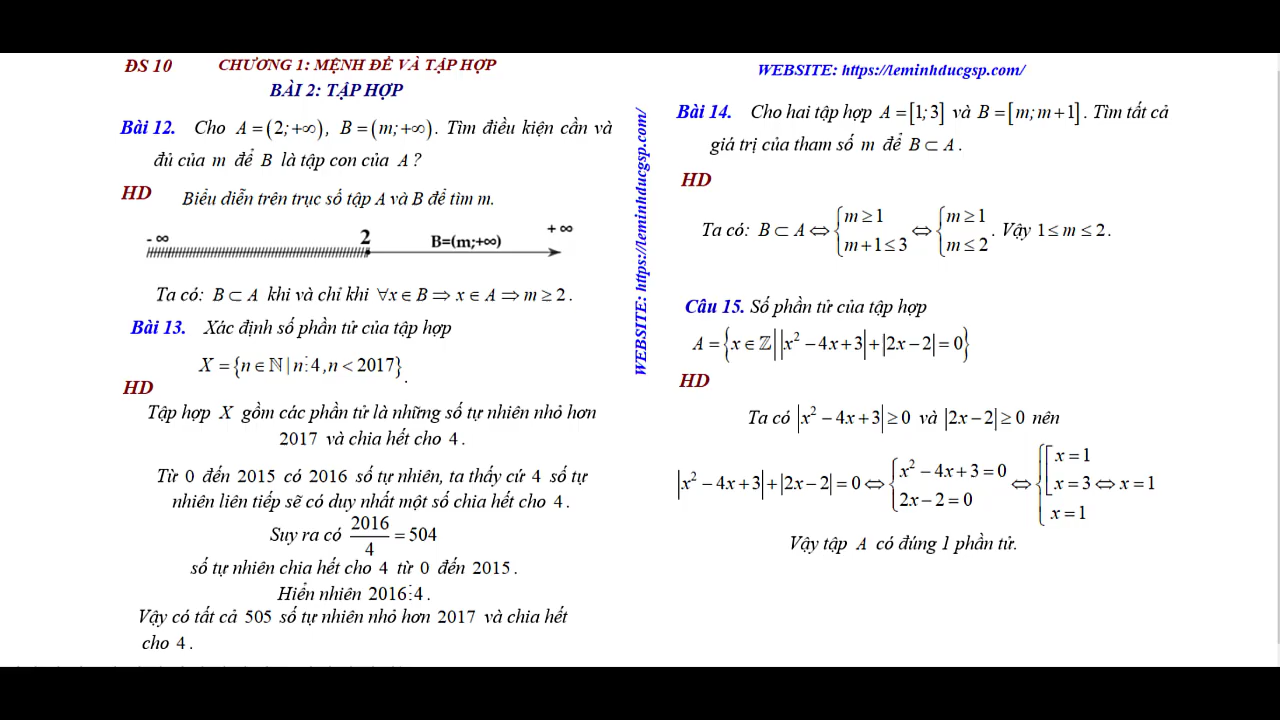 ĐS 10 CHƯƠNG 1: MỆNH ĐỀ VÀ TẬP HỢP
BÀI 2: TẬP HỢP
Bài 12. Cho A = (2; +∞), B = (m; +∞). Tìm điều kiện cần và
đủ của m để B là tập con của A ?
HD Biểu diễn trên trục số tập A và B để tìm m.
- ∞ 2 B=(m;+∞) + ∞
Ta có: B ⊂ A khi và chỉ khi ∀x ∈ B ⇒ x ∈ A ⇒ m ≥ 2 .
Bài 13. Xác định số phần tử của tập hợp
X = {n ∈ ℕ | n ⋮ 4 , n < 2017} .
HD
Tập hợp X gồm các phần tử là những số tự nhiên nhỏ hơn
2017 và chia hết cho 4 .
Từ 0 đến 2015 có 2016 số tự nhiên, ta thấy cứ 4 số tự
nhiên liên tiếp sẽ có duy nhất một số chia hết cho 4 .
Suy ra có 2016/4 = 504
số tự nhiên chia hết cho 4 từ 0 đến 2015 .
Hiển nhiên 2016 ⋮ 4 .
Vậy có tất cả 505 số tự nhiên nhỏ hơn 2017 và chia hết
cho 4 .
WEBSITE: https://leminhducgsp.com/
WEBSITE: https://leminhducgsp.com/
Bài 14. Cho hai tập hợp A = [1; 3] và B = [m; m + 1] . Tìm tất cả
giá trị của tham số m để B ⊂ A .
HD
Ta có: B ⊂ A ⇔ { m ≥ 1 m + 1 ≤ 3 ⇔ { m ≥ 1 m ≤ 2 . Vậy 1 ≤ m ≤ 2 .
Câu 15. Số phần tử của tập hợp
A = {x ∈ ℤ| |x² − 4x + 3| + |2x − 2| = 0}
HD
Ta có |x² − 4x + 3| ≥ 0 và |2x − 2| ≥ 0 nên
|x² − 4x + 3| + |2x − 2| = 0 ⇔ { x² − 4x + 3 = 0 2x − 2 = 0 ⇔ { [ x = 1 x = 3 x = 1 ⇔ x = 1
Vậy tập A có đúng 1 phần tử.